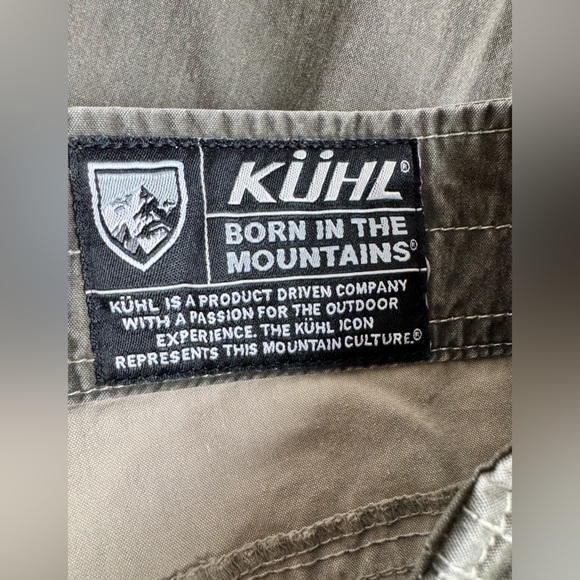 KÜHL®
BORN IN THE
MOUNTAINS®
KÜHL IS A PRODUCT DRIVEN COMPANY
WITH A PASSION FOR THE OUTDOOR
EXPERIENCE. THE KÜHL ICON
REPRESENTS THIS MOUNTAIN CULTURE.®